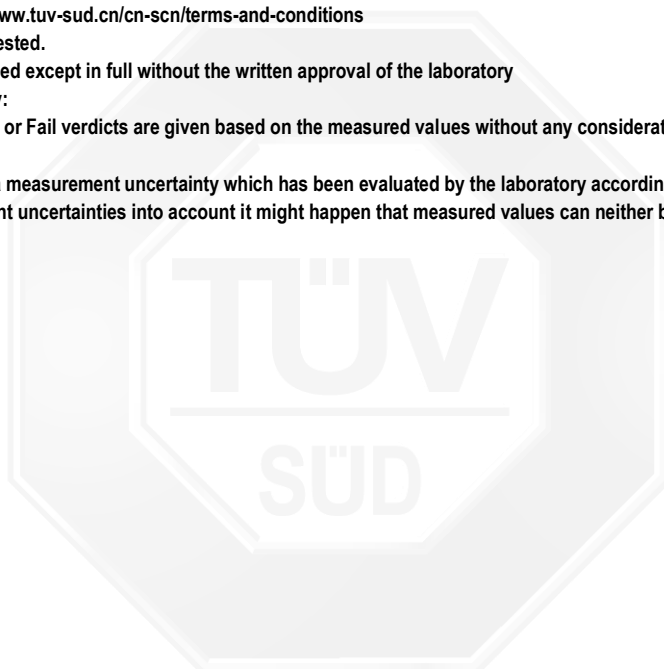 ww.tuv-sud.cn/cn-scn/terms-and-conditions
ested.
ed except in full without the written approval of the laboratory
y:
or Fail verdicts are given based on the measured values without any considerat
measurement uncertainty which has been evaluated by the laboratory accordin
nt uncertainties into account it might happen that measured values can neither b
TÜV
SÜD